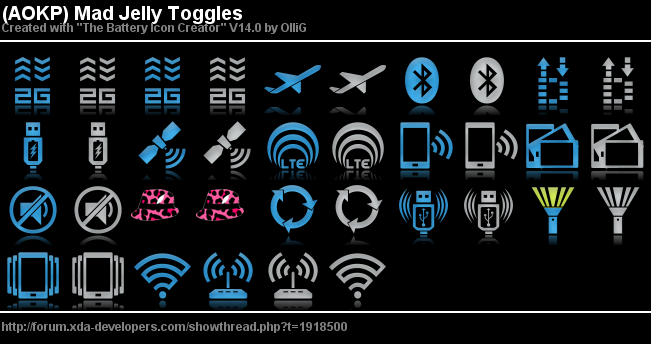 (AOKP) Mad Jelly Toggles
Created with "The Battery Icon Creator" V14.0 by OlliG
2G 2G 2G 2G
LTE LTE
http://forum.xda-developers.com/showthread.php?t=1918500